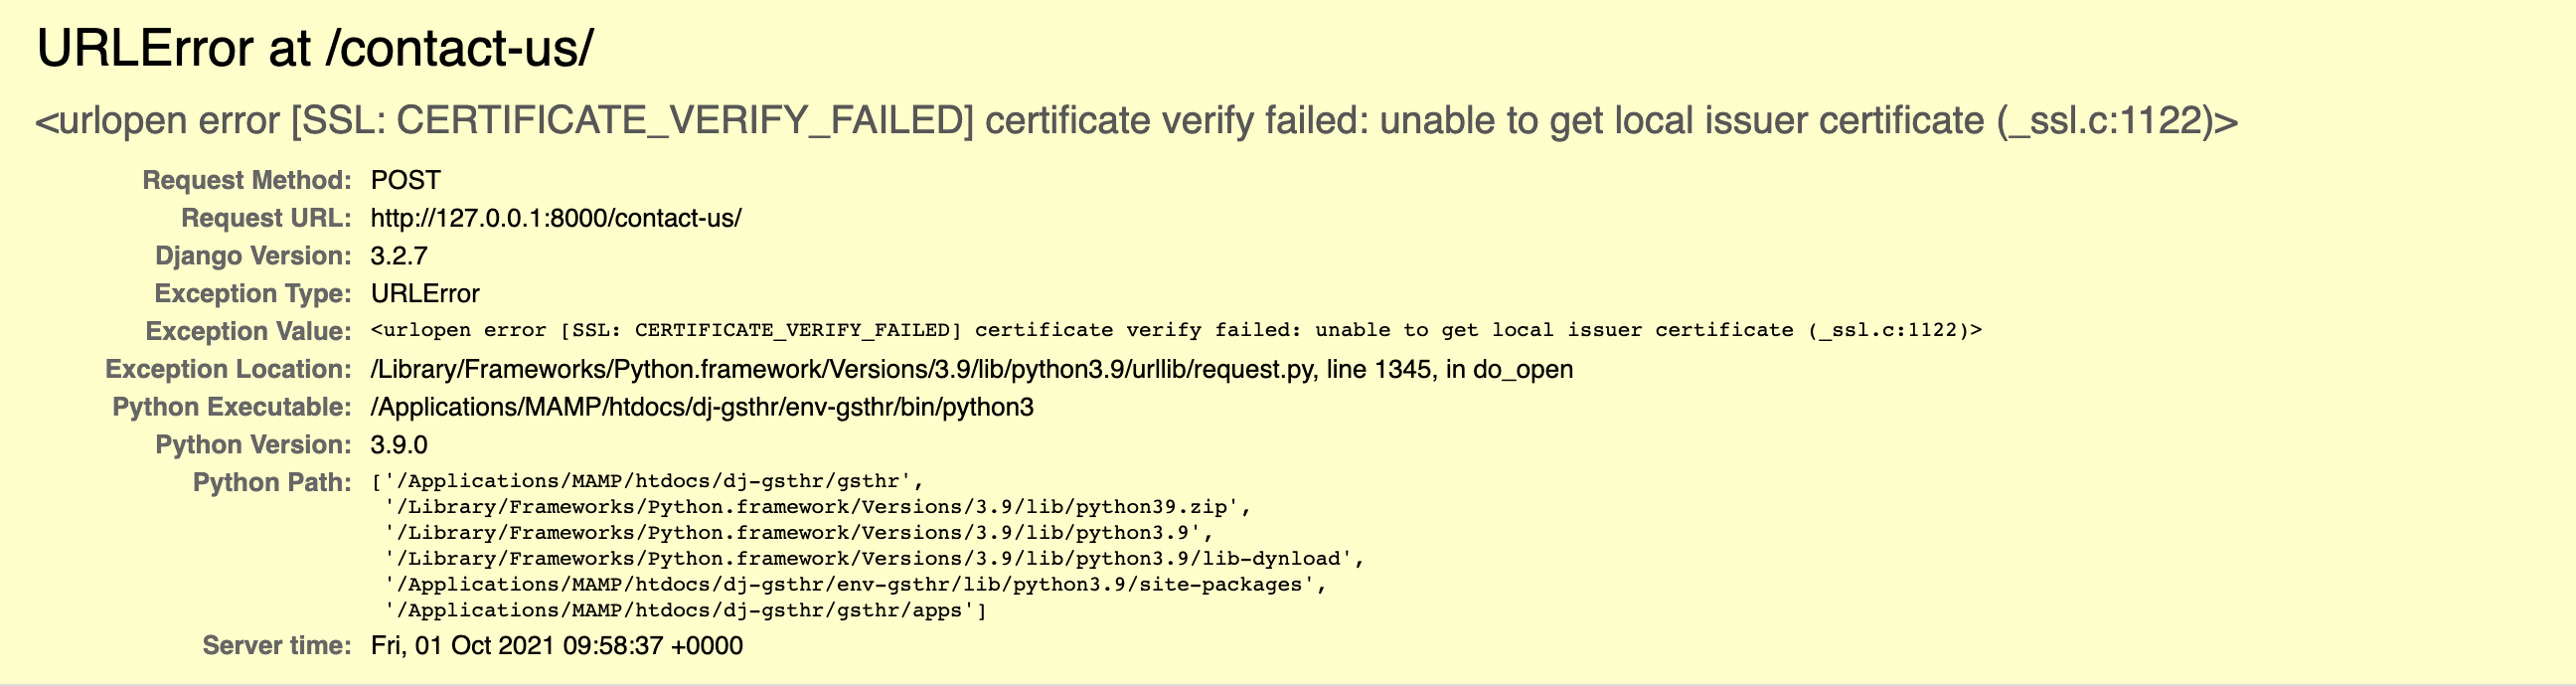 URLError at /contact-us/
<urlopen error [SSL: CERTIFICATE_VERIFY_FAILED] certificate verify failed: unable to get local issuer certificate (_ssl.c:1122)>
Request Method: POST
Request URL: http://127.0.0.1:8000/contact-us/
Django Version: 3.2.7
Exception Type: URLError
Exception Value: <urlopen error [SSL: CERTIFICATE_VERIFY_FAILED] certificate verify failed: unable to get local issuer certificate (_ssl.c:1122)>
Exception Location: /Library/Frameworks/Python.framework/Versions/3.9/lib/python3.9/urllib/request.py, line 1345, in do_open
Python Executable: /Applications/MAMP/htdocs/dj-gsthr/env-gsthr/bin/python3
Python Version: 3.9.0
Python Path: ['/Applications/MAMP/htdocs/dj-gsthr/gsthr',
'/Library/Frameworks/Python.framework/Versions/3.9/lib/python39.zip',
'/Library/Frameworks/Python.framework/Versions/3.9/lib/python3.9',
'/Library/Frameworks/Python.framework/Versions/3.9/lib/python3.9/lib-dynload',
'/Applications/MAMP/htdocs/dj-gsthr/env-gsthr/lib/python3.9/site-packages',
'/Applications/MAMP/htdocs/dj-gsthr/gsthr/apps']
Server time: Fri, 01 Oct 2021 09:58:37 +0000